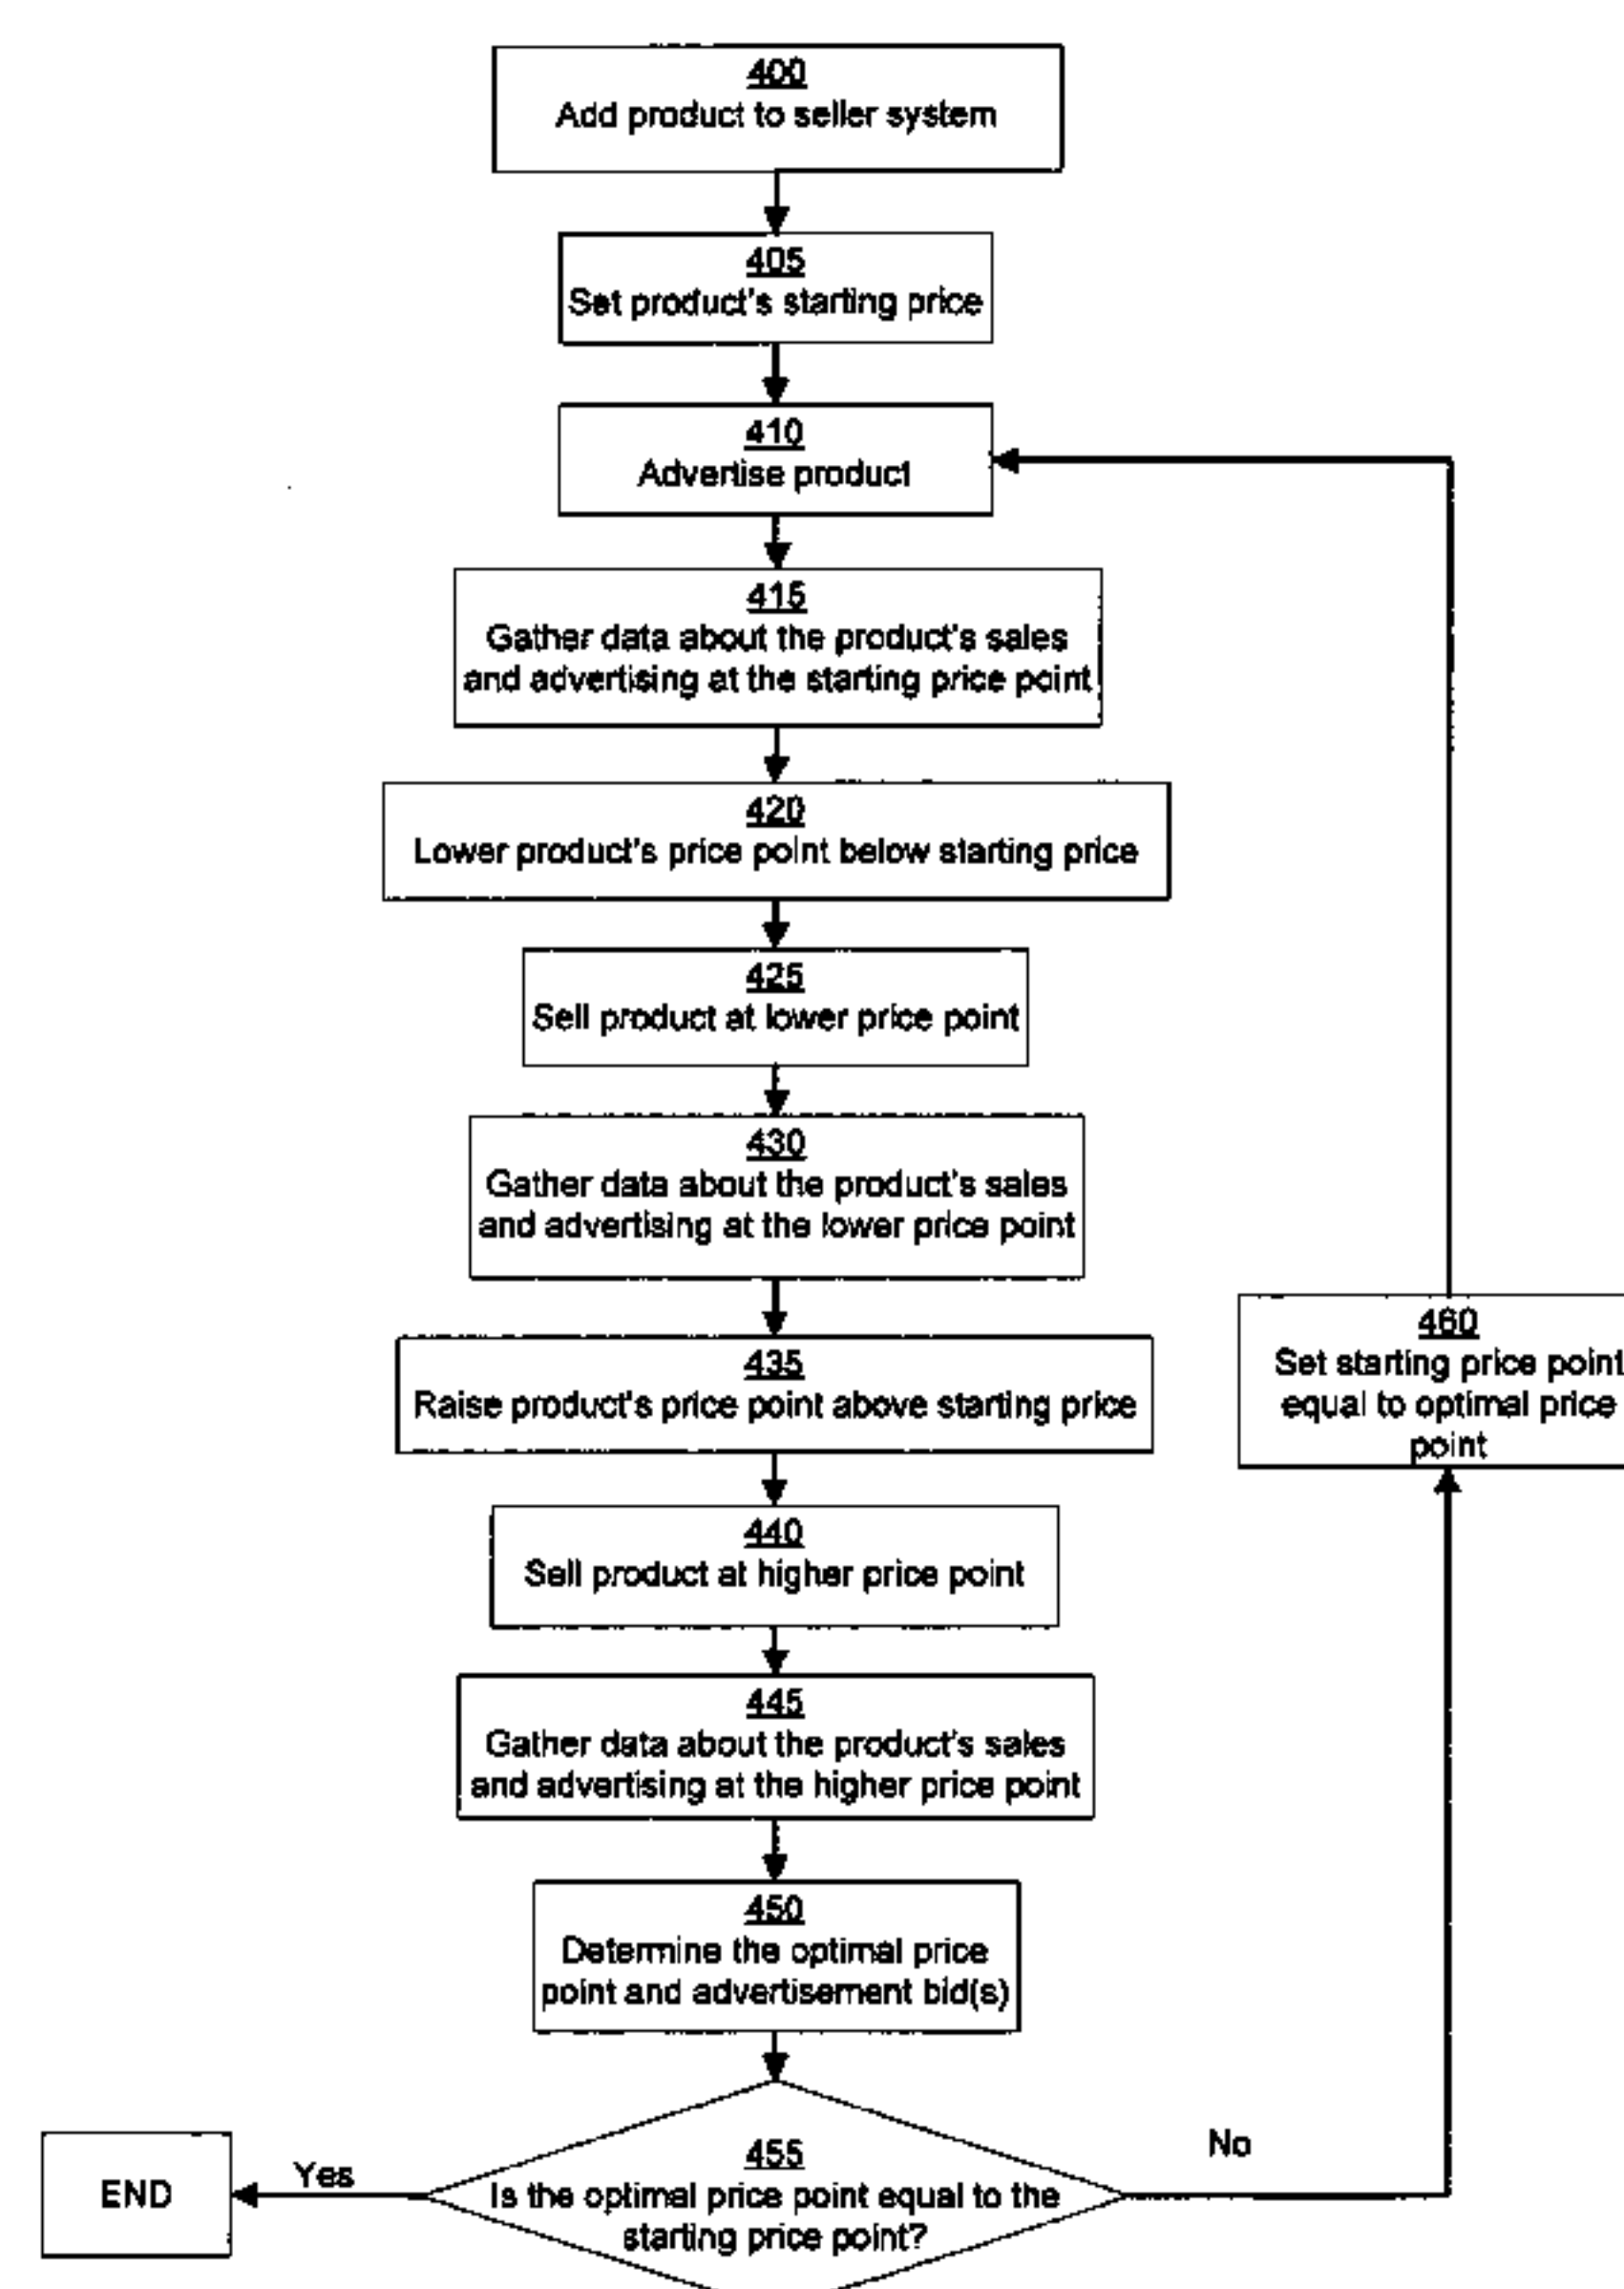 400
Add product to seller system
405
Set product's starting price
410
Advertise product
415
Gather data about the product's sales
and advertising at the starting price point
420
Lower product's price point below starting price
425
Sell product at lower price point
430
Gather data about the product's sales
and advertising at the lower price point
435
Raise product's price point above starting price
440
Sell product at higher price point
445
Gather data about the product's sales
and advertising at the higher price point
450
Determine the optimal price
point and advertisement bid(s)
455
Is the optimal price point equal to the
starting price point?
Yes
END
No
460
Set starting price point
equal to optimal price
point